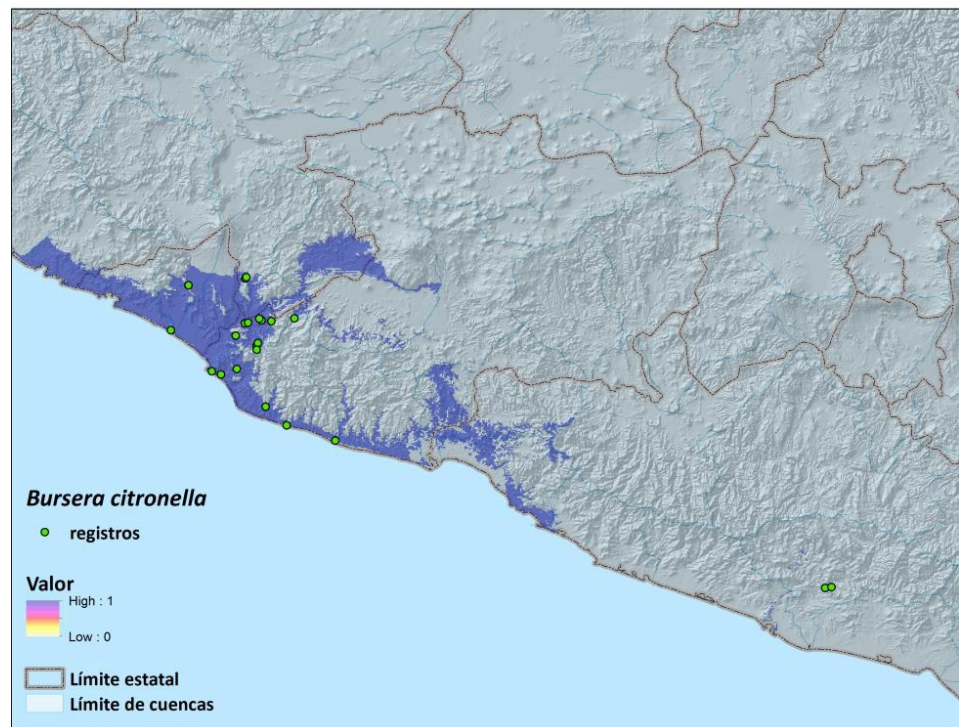 Bursera citronella
registros
Valor
High : 1
Low : 0
Límite estatal
Límite de cuencas